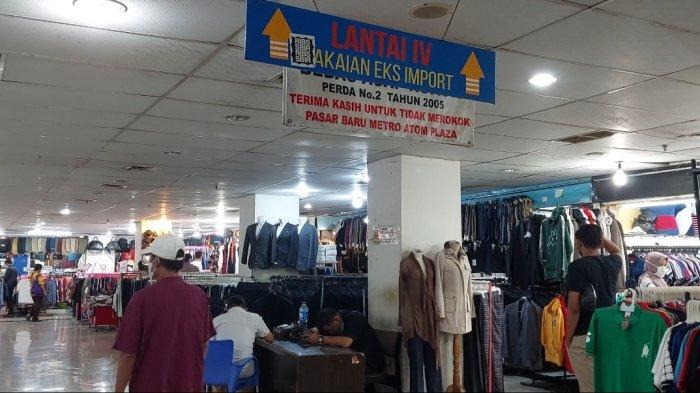 LANTAI IV
AKAIAN EKS IMPORT
PERDA No.2 TAHUN 2005
TERIMA KASIH UNTUK TIDAK MEROKOK
PASAR BARU METRO ATOM PLAZA